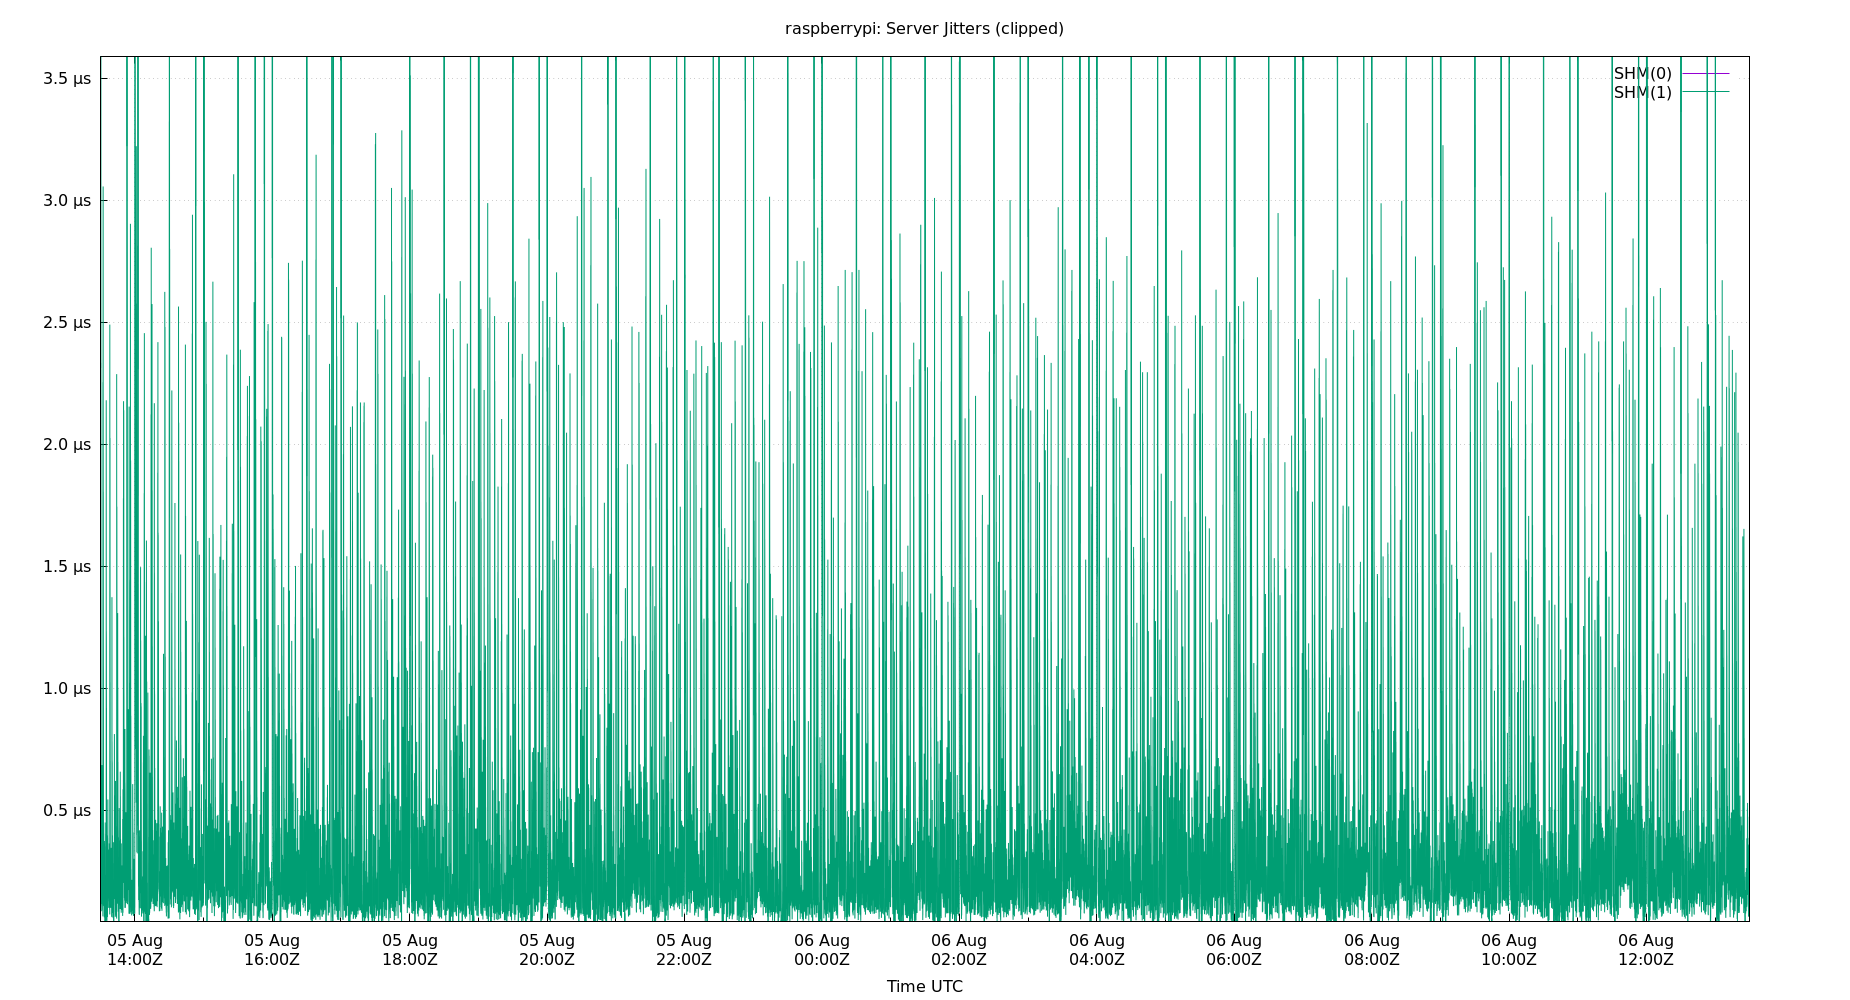 raspberrypi: Server Jitters (clipped)
3.5 µs
3.0 µs
2.5 µs
2.0 µs
1.5 µs
1.0 µs
0.5 µs
SHM(0)
SHM(1)
05 Aug 14:00Z
05 Aug 16:00Z
05 Aug 18:00Z
05 Aug 20:00Z
05 Aug 22:00Z
06 Aug 00:00Z
06 Aug 02:00Z
06 Aug 04:00Z
06 Aug 06:00Z
06 Aug 08:00Z
06 Aug 10:00Z
06 Aug 12:00Z
Time UTC